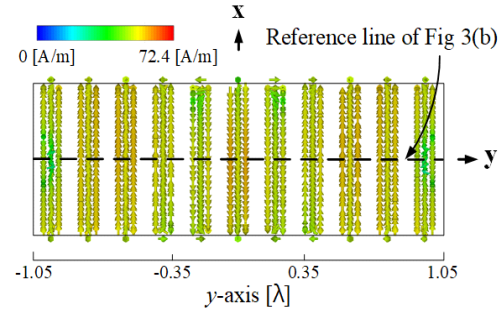 x
Reference line of Fig 3(b)
0 [A/m] 72.4 [A/m]
y
-1.05 -0.35 0.35 1.05
y-axis [λ]